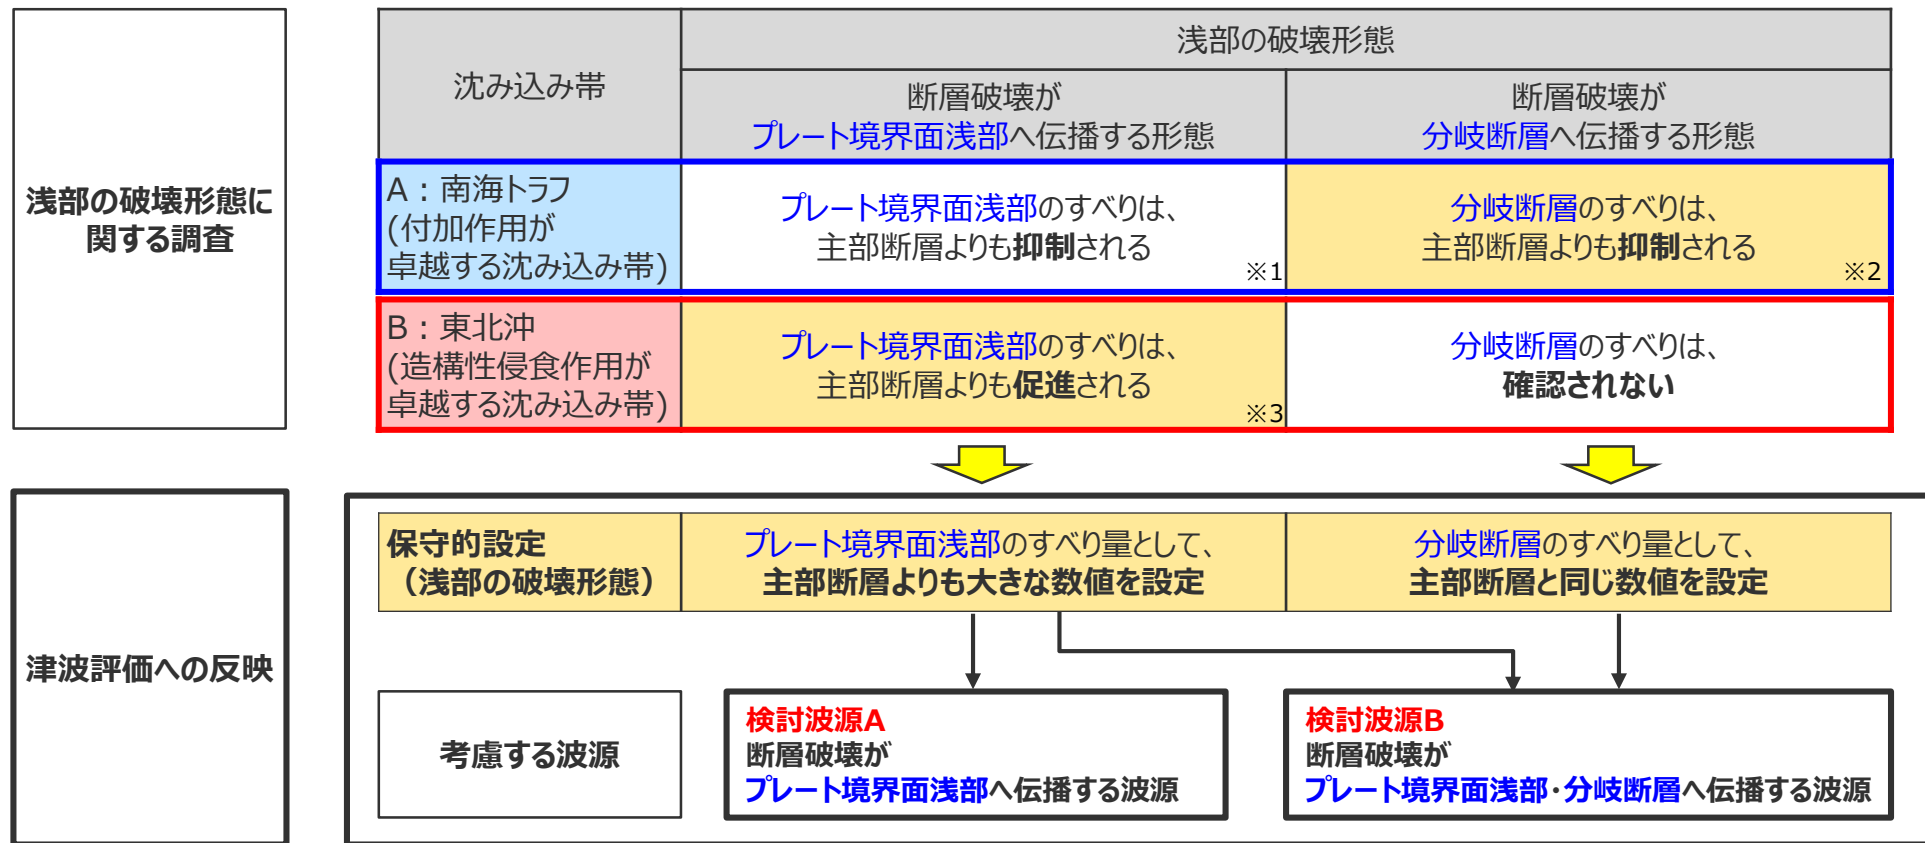 浅部の破壊形態に
関する調査
沈み込み帯
浅部の破壊形態
断層破壊が
プレート境界面浅部へ伝播する形態
断層破壊が
分岐断層へ伝播する形態
A：南海トラフ
(付加作用が
卓越する沈み込み帯)
プレート境界面浅部のすべりは、
主部断層よりも抑制される
※1
分岐断層のすべりは、
主部断層よりも抑制される
※2
B：東北沖
(造構性侵食作用が
卓越する沈み込み帯)
プレート境界面浅部のすべりは、
主部断層よりも促進される
※3
分岐断層のすべりは、
確認されない
津波評価への反映
保守的設定
（浅部の破壊形態）
プレート境界面浅部のすべり量として、
主部断層よりも大きな数値を設定
分岐断層のすべり量として、
主部断層と同じ数値を設定
考慮する波源
検討波源A
断層破壊が
プレート境界面浅部へ伝播する波源
検討波源B
断層破壊が
プレート境界面浅部・分岐断層へ伝播する波源